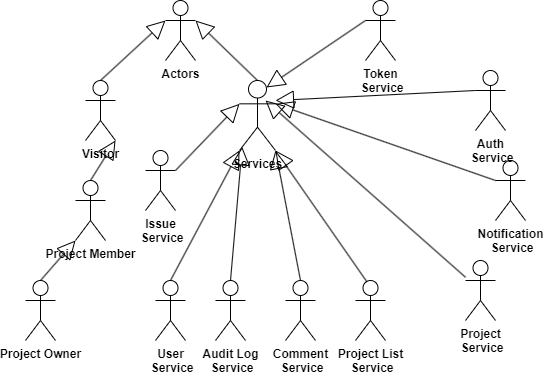 Actors
Token
Service
Visitor
Services
Auth
Service
Issue
Service
Notification
Service
Project Member
Project
Service
Project Owner
User
Service
Audit Log
Service
Comment
Service
Project List
Service